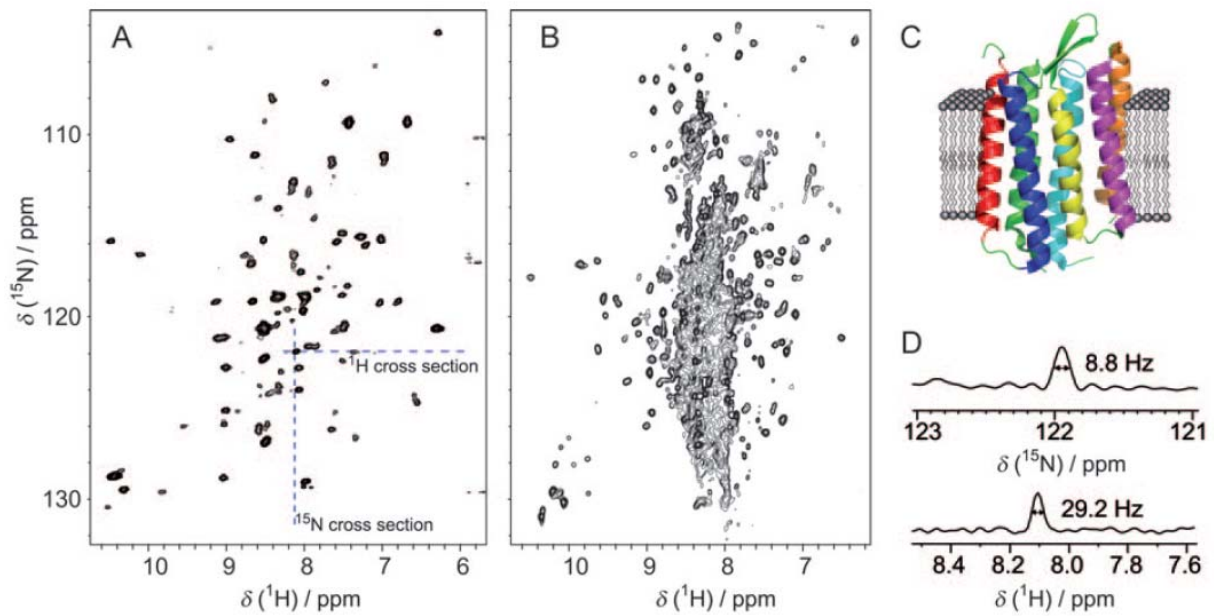 A
B
C
110
120
130
δ (¹⁵N) / ppm
¹H cross section
¹⁵N cross section
10 9 8 7 6
δ (¹H) / ppm
10 9 8 7
δ (¹H) / ppm
D
8.8 Hz
123 122 121
δ (¹⁵N) / ppm
29.2 Hz
8.4 8.2 8.0 7.8 7.6
δ (¹H) / ppm